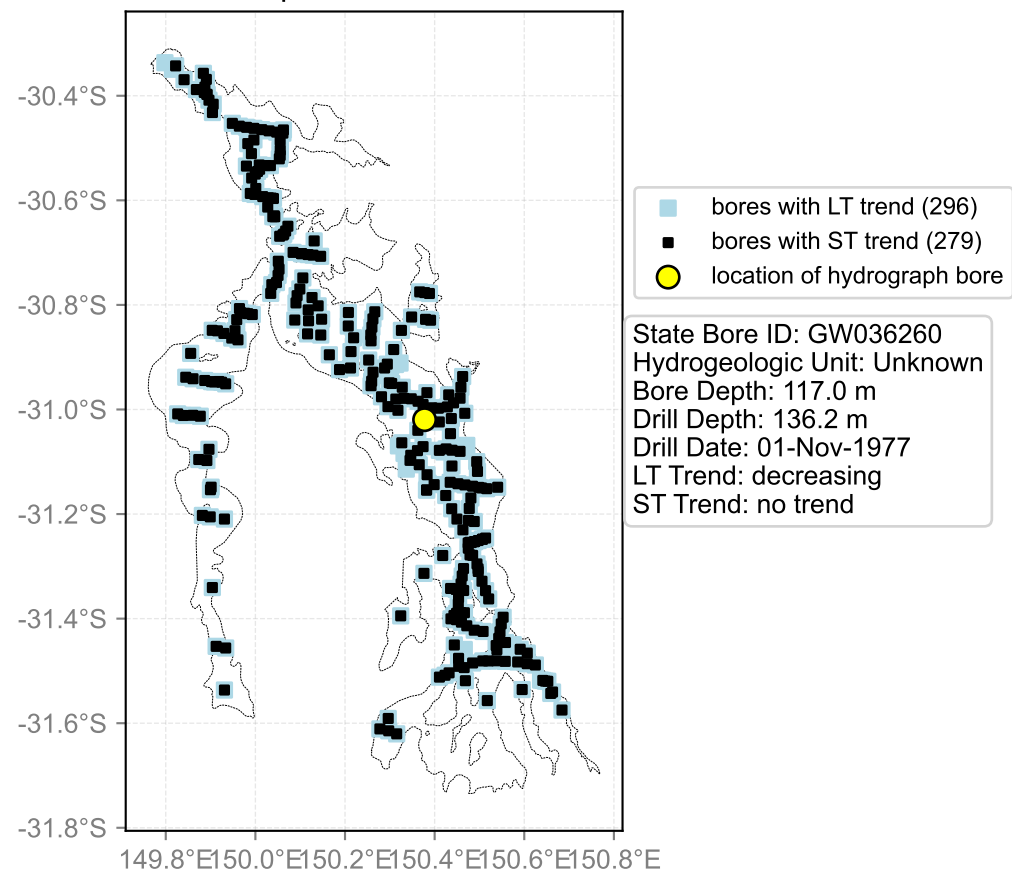 -30.4°S
-30.6°S
-30.8°S
-31.0°S
-31.2°S
-31.4°S
-31.6°S
-31.8°S
149.8°E150.0°E150.2°E150.4°E150.6°E150.8°E
bores with LT trend (296)
bores with ST trend (279)
location of hydrograph bore
State Bore ID: GW036260
Hydrogeologic Unit: Unknown
Bore Depth: 117.0 m
Drill Depth: 136.2 m
Drill Date: 01-Nov-1977
LT Trend: decreasing
ST Trend: no trend